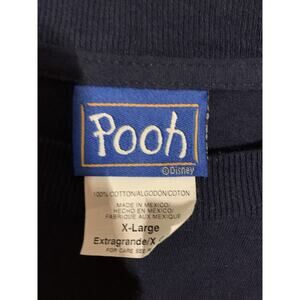 Pooh
©Disney
100% COTTON/ALGODÓN/COTON
MADE IN MEXICO/
HECHO EN MEXICO/
FABRIQUE AUX MEXIQUE
X-Large
Extragrande/X
FOR CARE SEE